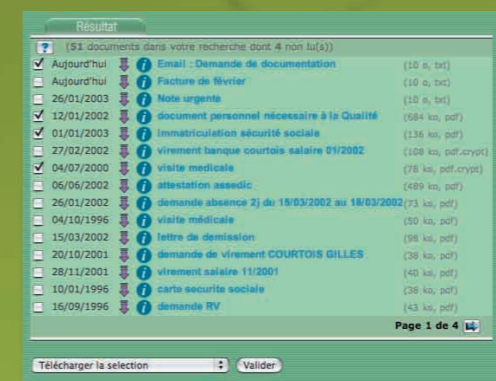 Résultat
? (51 documents dans votre recherche dont 4 non lu(s))
Aujourd'hui i Email : Demande de documentation (10 o, txt)
Aujourd'hui i Facture de février (10 o, txt)
26/01/2003 i Note urgente (10 o, txt)
12/01/2002 i document personnel nécessaire à la Qualité (684 ko, pdf)
01/01/2003 i immatriculation sécurité sociale (136 ko, pdf)
27/02/2002 i virement banque courtois salaire 01/2002 (108 ko, pdf.crypt)
04/07/2000 i visite medicale (76 ko, pdf.crypt)
06/06/2002 i attestation assedic (489 ko, pdf)
26/01/2002 i demande absence 2j du 15/03/2002 au 18/03/2002 (73 ko, pdf)
04/10/1996 i visite médicale (50 ko, pdf)
15/03/2002 i lettre de demission (98 ko, pdf)
20/10/2001 i demande de virement COURTOIS GILLES (38 ko, pdf)
28/11/2001 i virement salaire 11/2001 (40 ko, pdf)
10/01/1996 i carte securite sociale (36 ko, pdf)
16/09/1996 i demande RV (43 ko, pdf)
Page 1 de 4
Télécharger la selection Valider